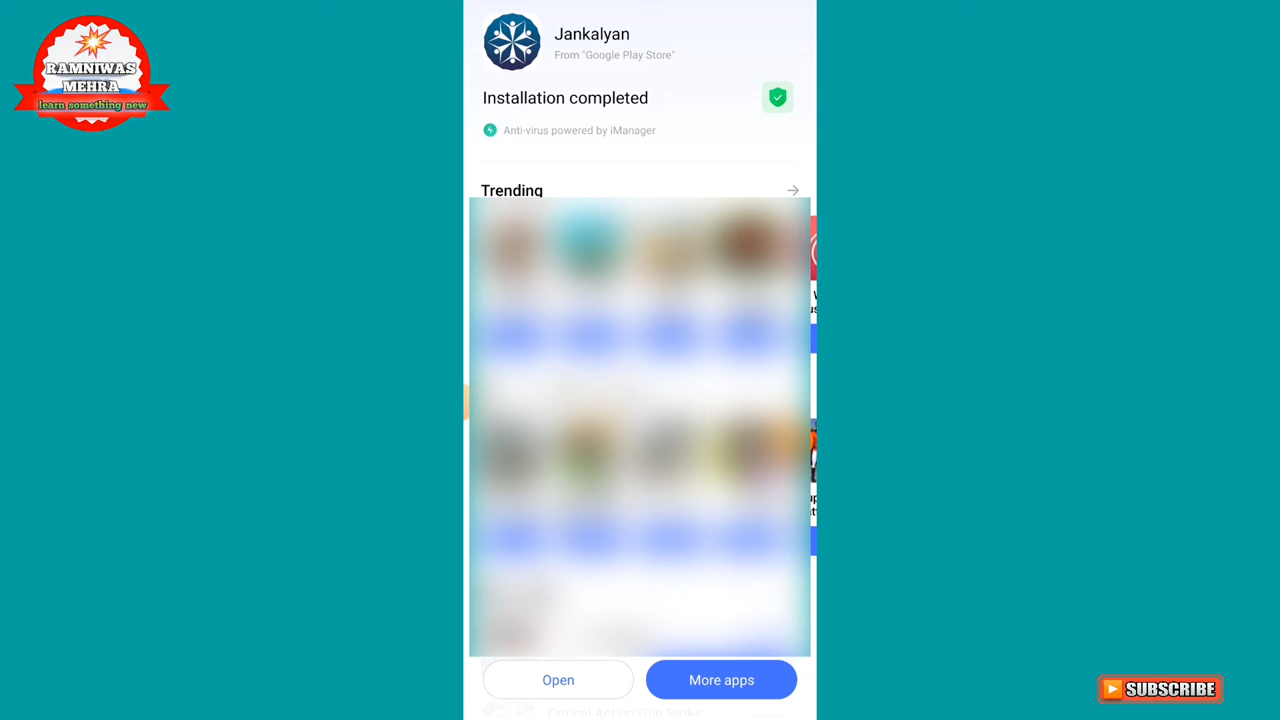 RAMNIWAS
MEHRA
learn something new
Jankalyan
From "Google Play Store"
Installation completed
Anti-virus powered by iManager
Trending
Open
More apps
SUBSCRIBE